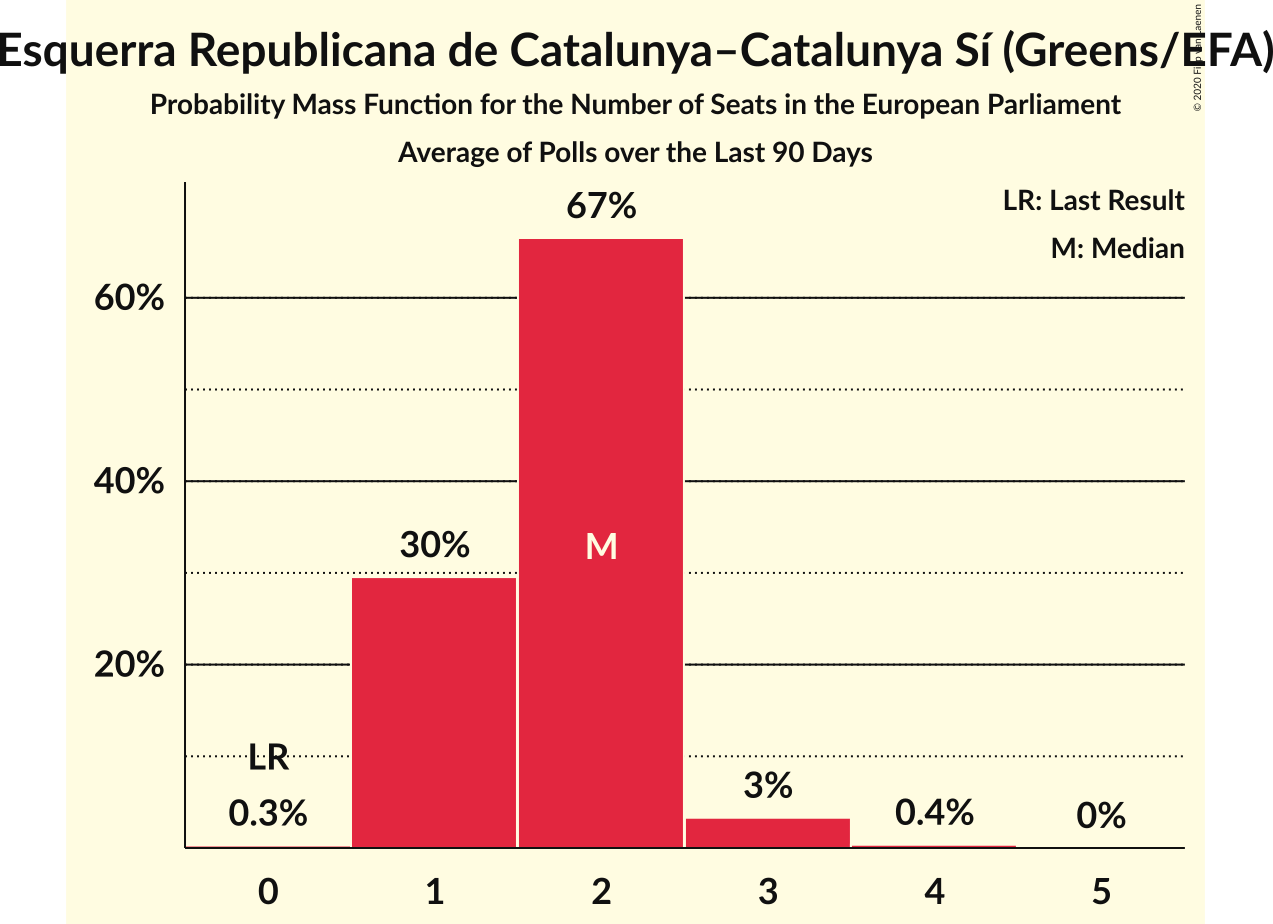 Esquerra Republicana de Catalunya–Catalunya Sí (Greens/EFA)
Probability Mass Function for the Number of Seats in the European Parliament
Average of Polls over the Last 90 Days
© 2020
LR: Last Result
M: Median
67%
60%
40%
30%
M
20%
LR
0.3%
3%
0.4%
0%
0 1 2 3 4 5